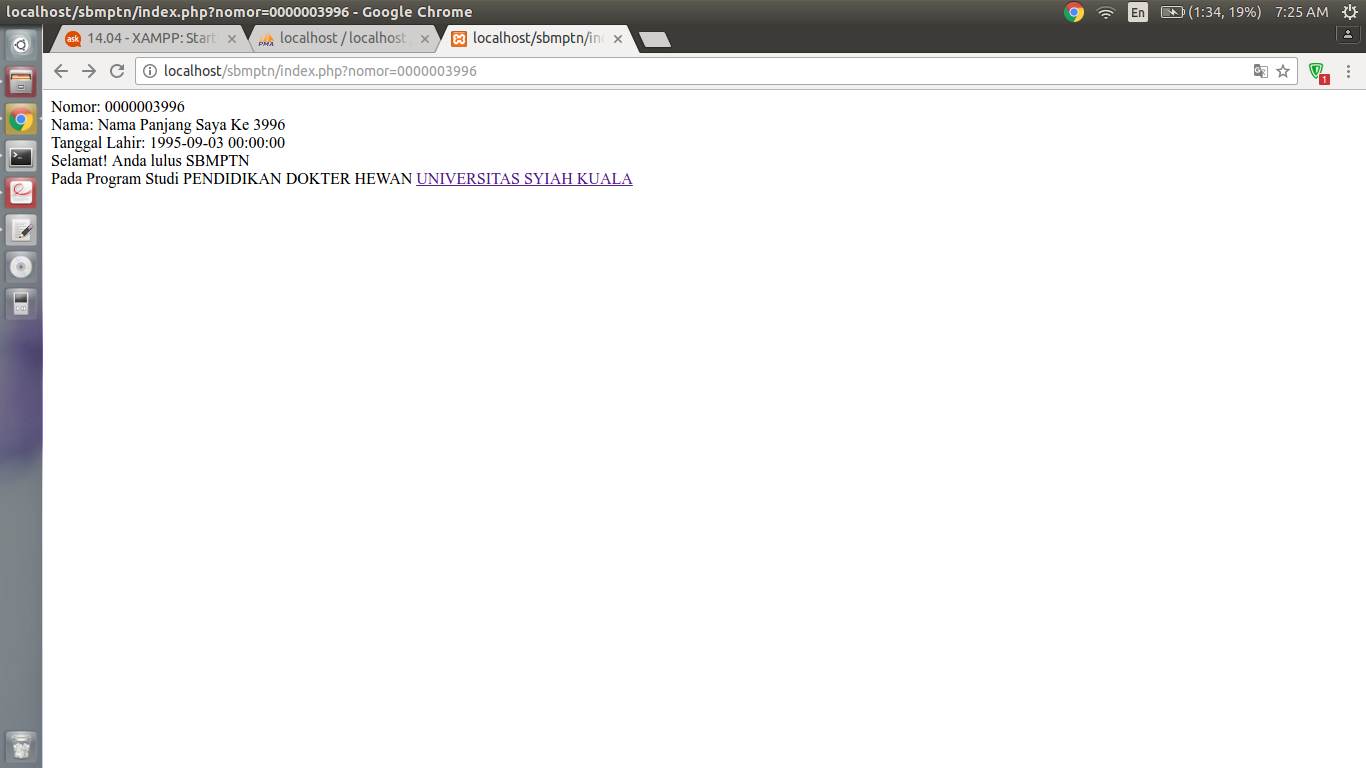 localhost/sbmptn/index.php?nomor=0000003996 - Google Chrome
En (1:34, 19%) 7:25 AM
ask 14.04 - XAMPP: Start
PMA localhost / localhost
localhost/sbmptn/in
localhost/sbmptn/index.php?nomor=0000003996
1
Nomor: 0000003996
Nama: Nama Panjang Saya Ke 3996
Tanggal Lahir: 1995-09-03 00:00:00
Selamat! Anda lulus SBMPTN
Pada Program Studi PENDIDIKAN DOKTER HEWAN UNIVERSITAS SYIAH KUALA